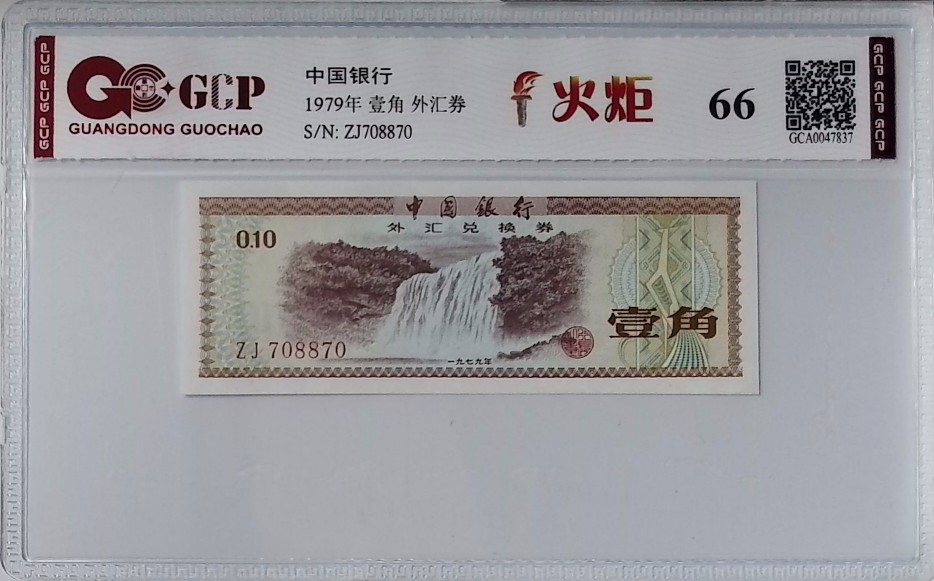 GCP GCP GCP
GCP
GUANGDONG GUOCHAO
中国银行
1979年 壹角 外汇券
S/N: ZJ708870
火炬
66
GCA0047837
GCP GCP GCP
中国银行
外汇兑换券
0.10
壹角
ZJ 708870
一九七九年